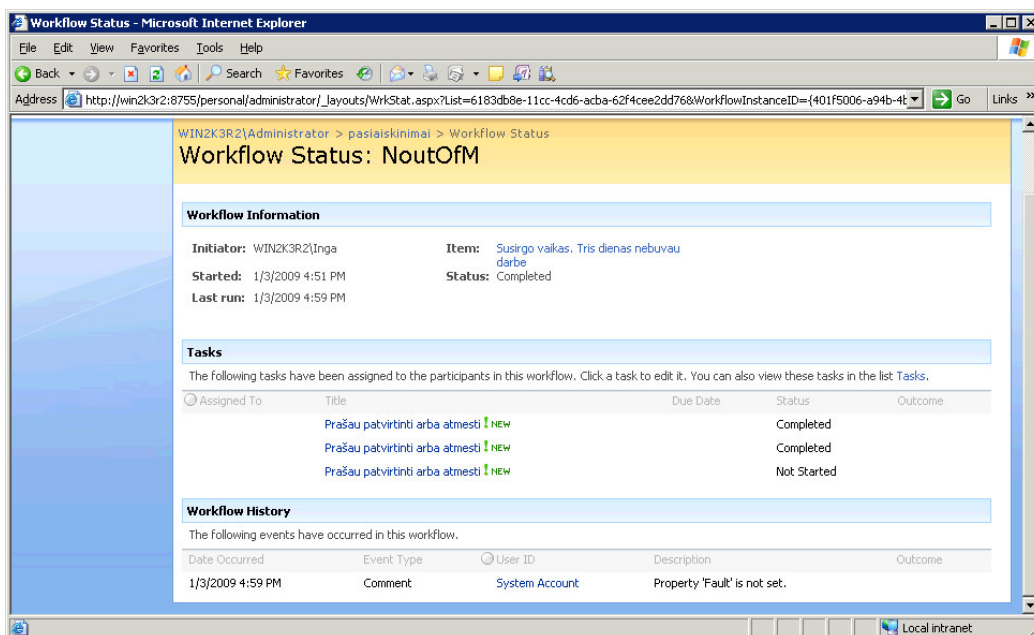 Workflow Status - Microsoft Internet Explorer
File Edit View Favorites Tools Help
Back Search Favorites
Address http://win2k3r2:8755/personal/administrator/_layouts/WrkStat.aspx?List=6183db8e-11cc-4cd6-acba-62f4cee2dd76&WorkflowInstanceID={401f5006-a94b-4b Go Links »
WIN2K3R2\Administrator > pasiaiskinimai > Workflow Status
Workflow Status: NoutOfM
Workflow Information
Initiator: WIN2K3R2\Inga Item: Susirgo vaikas. Tris dienas nebuvau
darbe
Started: 1/3/2009 4:51 PM Status: Completed
Last run: 1/3/2009 4:59 PM
Tasks
The following tasks have been assigned to the participants in this workflow. Click a task to edit it. You can also view these tasks in the list Tasks.
Assigned To Title Due Date Status Outcome
Prašau patvirtinti arba atmesti ! NEW Completed
Prašau patvirtinti arba atmesti ! NEW Completed
Prašau patvirtinti arba atmesti ! NEW Not Started
Workflow History
The following events have occurred in this workflow.
Date Occurred Event Type User ID Description Outcome
1/3/2009 4:59 PM Comment System Account Property 'Fault' is not set.
Local intranet